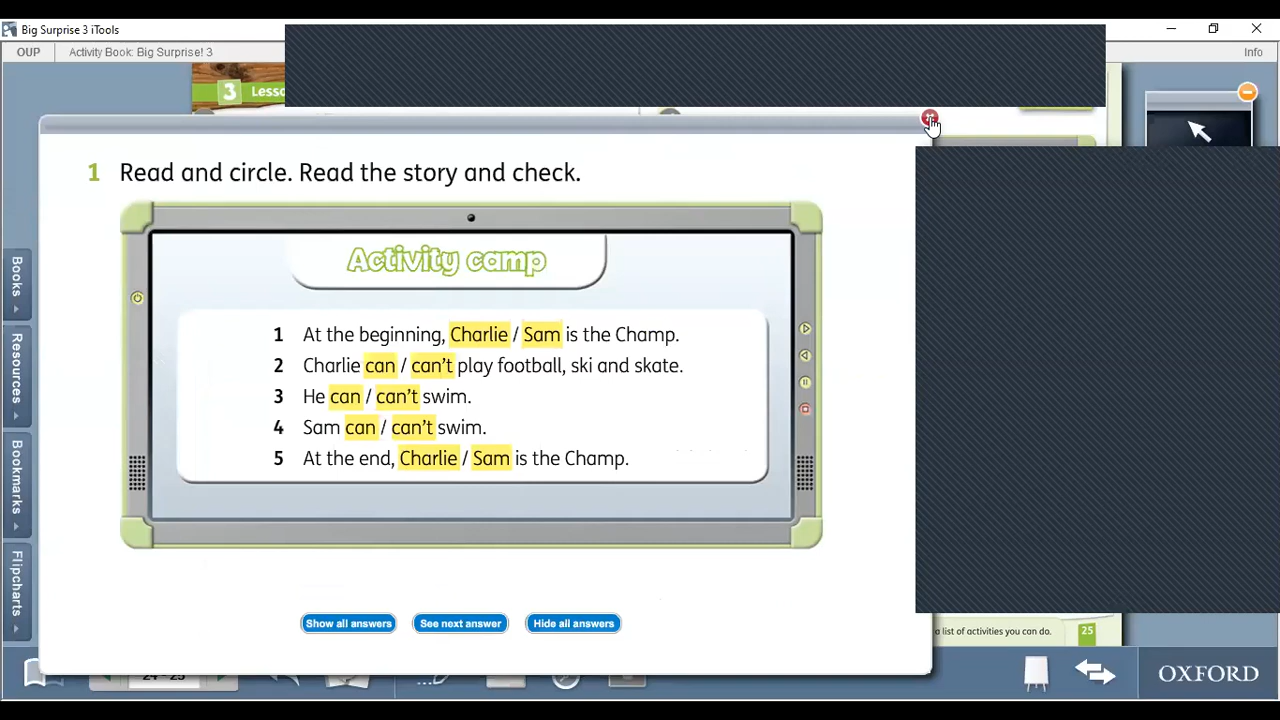 Big Surprise 3 iTools
OUP Activity Book: Big Surprise! 3 Info
3
1 Read and circle. Read the story and check.
Activity camp
1 At the beginning, Charlie / Sam is the Champ.
2 Charlie can / can't play football, ski and skate.
3 He can / can't swim.
4 Sam can / can't swim.
5 At the end, Charlie / Sam is the Champ.
Show all answers See next answer Hide all answers
Books
Resources
Bookmarks
Flipcharts
a list of activities you can do. 25
24 - 25
OXFORD